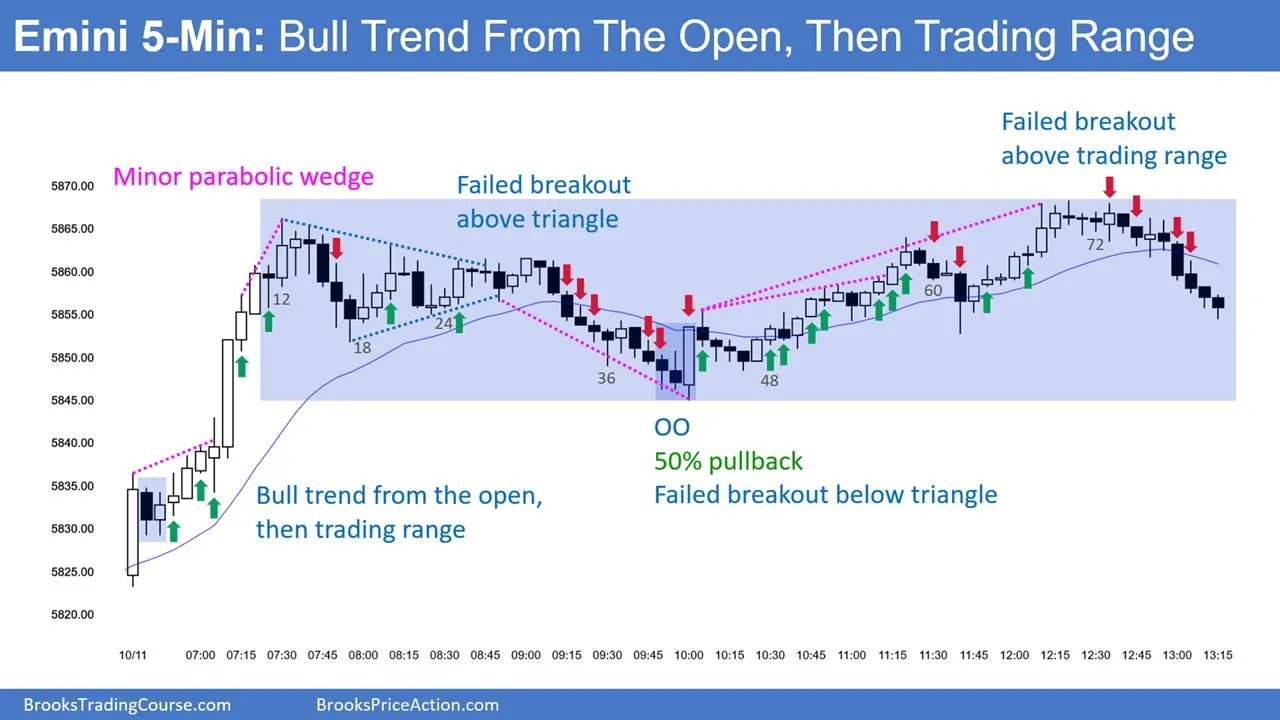 Emini 5-Min: Bull Trend From The Open, Then Trading Range
Failed breakout
above trading range
Minor parabolic wedge
Failed breakout
above triangle
5870.00
5865.00
5860.00
5855.00
5850.00
5845.00
5840.00
5835.00
5830.00
5825.00
5820.00
12
18
24
36
48
60
72
OO
50% pullback
Failed breakout below triangle
Bull trend from the open,
then trading range
10/11 07:00 07:15 07:30 07:45 08:00 08:15 08:30 08:45 09:00 09:15 09:30 09:45 10:00 10:15 10:30 10:45 11:00 11:15 11:30 11:45 12:00 12:15 12:30 12:45 13:00 13:15
BrooksTradingCourse.com BrooksPriceAction.com